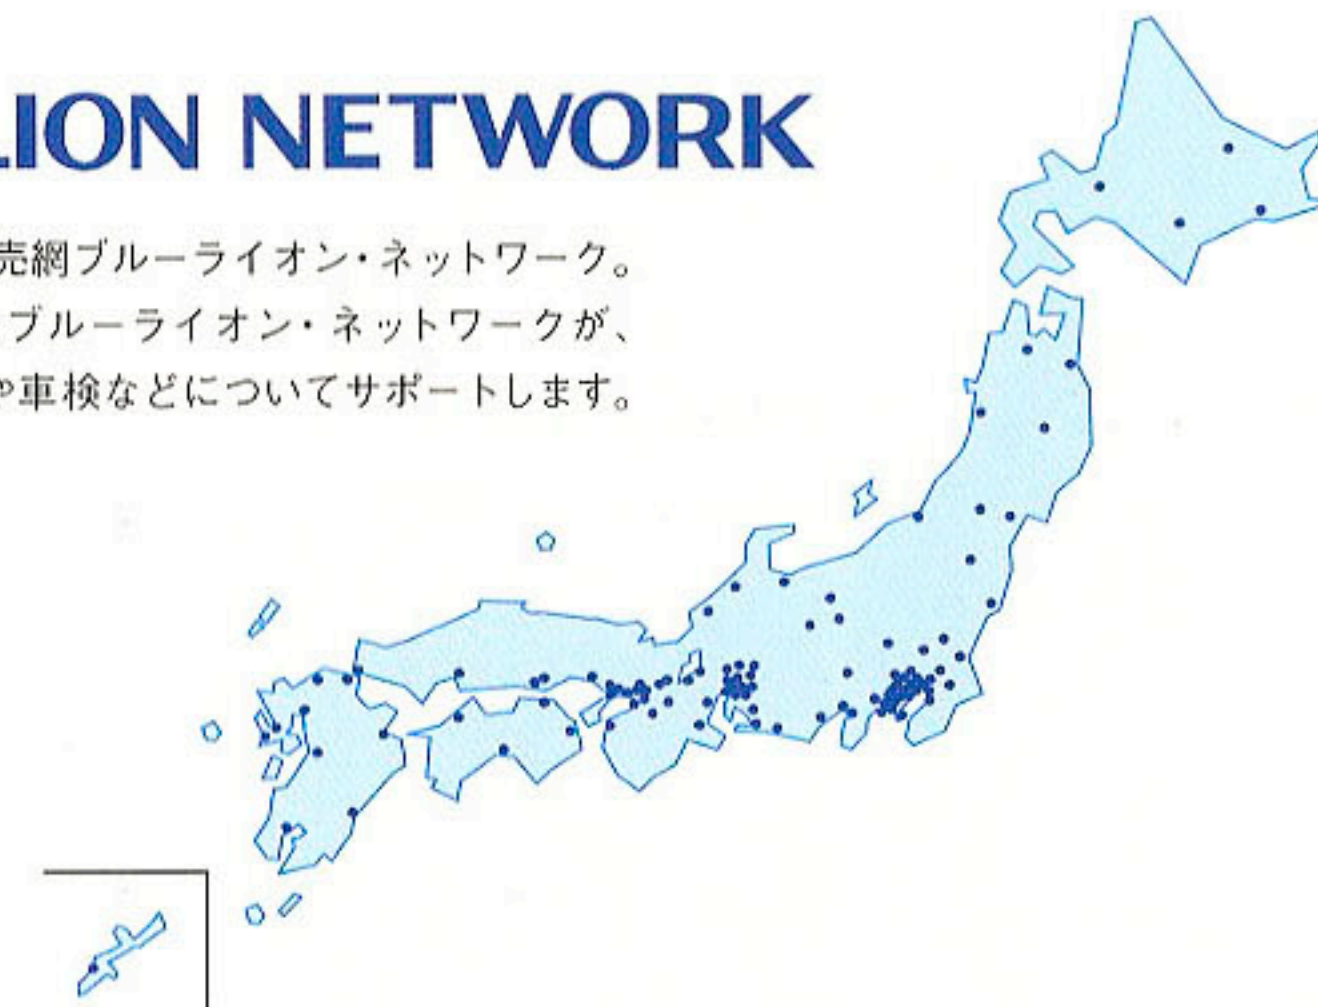 LION NETWORK
売網ブルーライオン・ネットワーク。
ブルーライオン・ネットワークが、
や車検などについてサポートします。